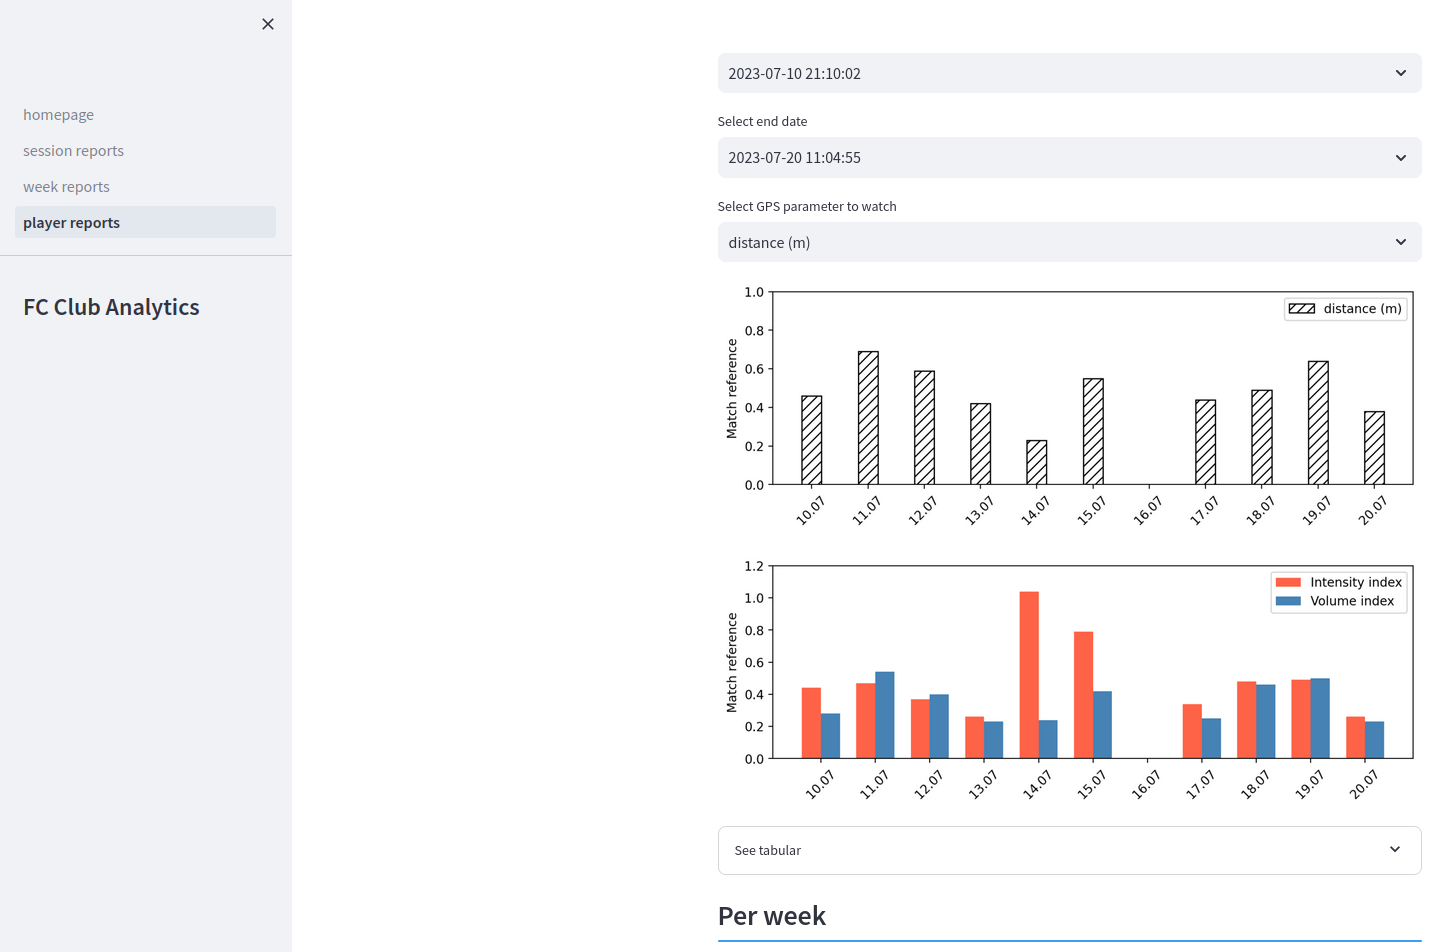 homepage
session reports
week reports
player reports
FC Club Analytics
2023-07-10 21:10:02
Select end date
2023-07-20 11:04:55
Select GPS parameter to watch
distance (m)
1.0
0.8
0.6
0.4
0.2
0.0
Match reference
distance (m)
10.07 11.07 12.07 13.07 14.07 15.07 16.07 17.07 18.07 19.07 20.07
1.2
1.0
0.8
0.6
0.4
0.2
0.0
Match reference
Intensity index
Volume index
10.07 11.07 12.07 13.07 14.07 15.07 16.07 17.07 18.07 19.07 20.07
See tabular
Per week